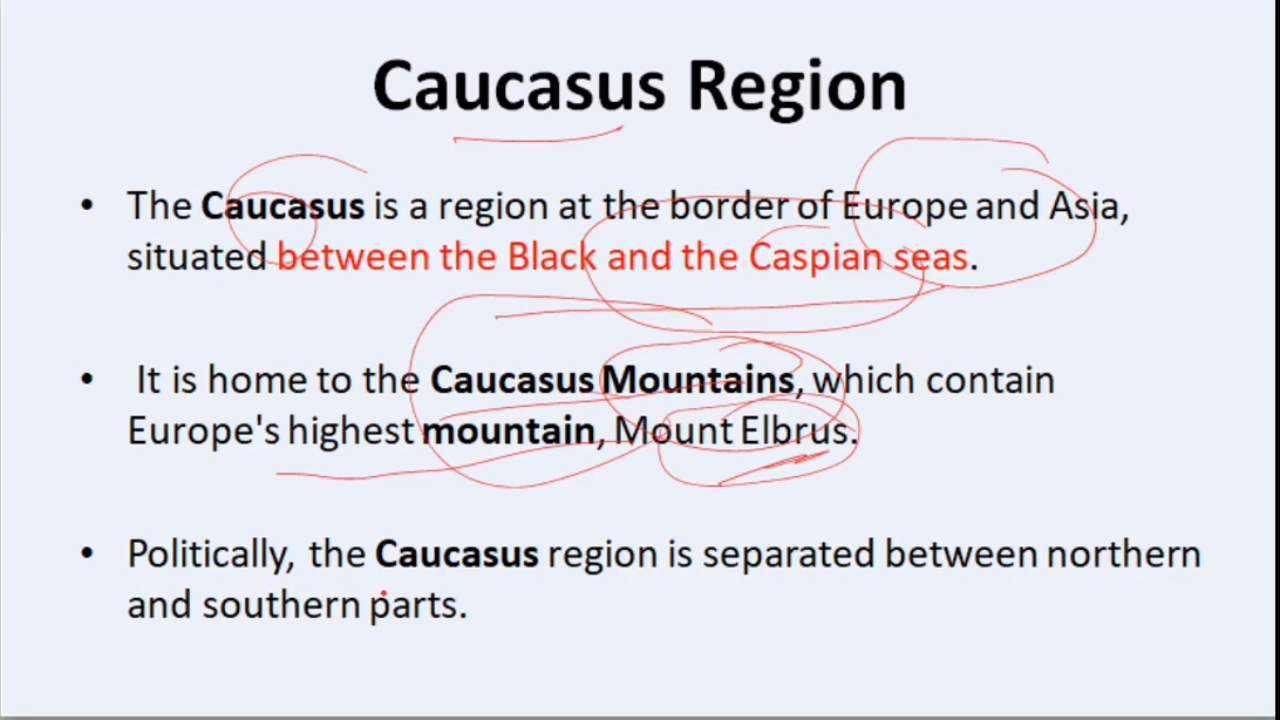 Caucasus Region
• The Caucasus is a region at the border of Europe and Asia,
situated between the Black and the Caspian seas.
• It is home to the Caucasus Mountains, which contain
Europe's highest mountain, Mount Elbrus.
• Politically, the Caucasus region is separated between northern
and southern parts.